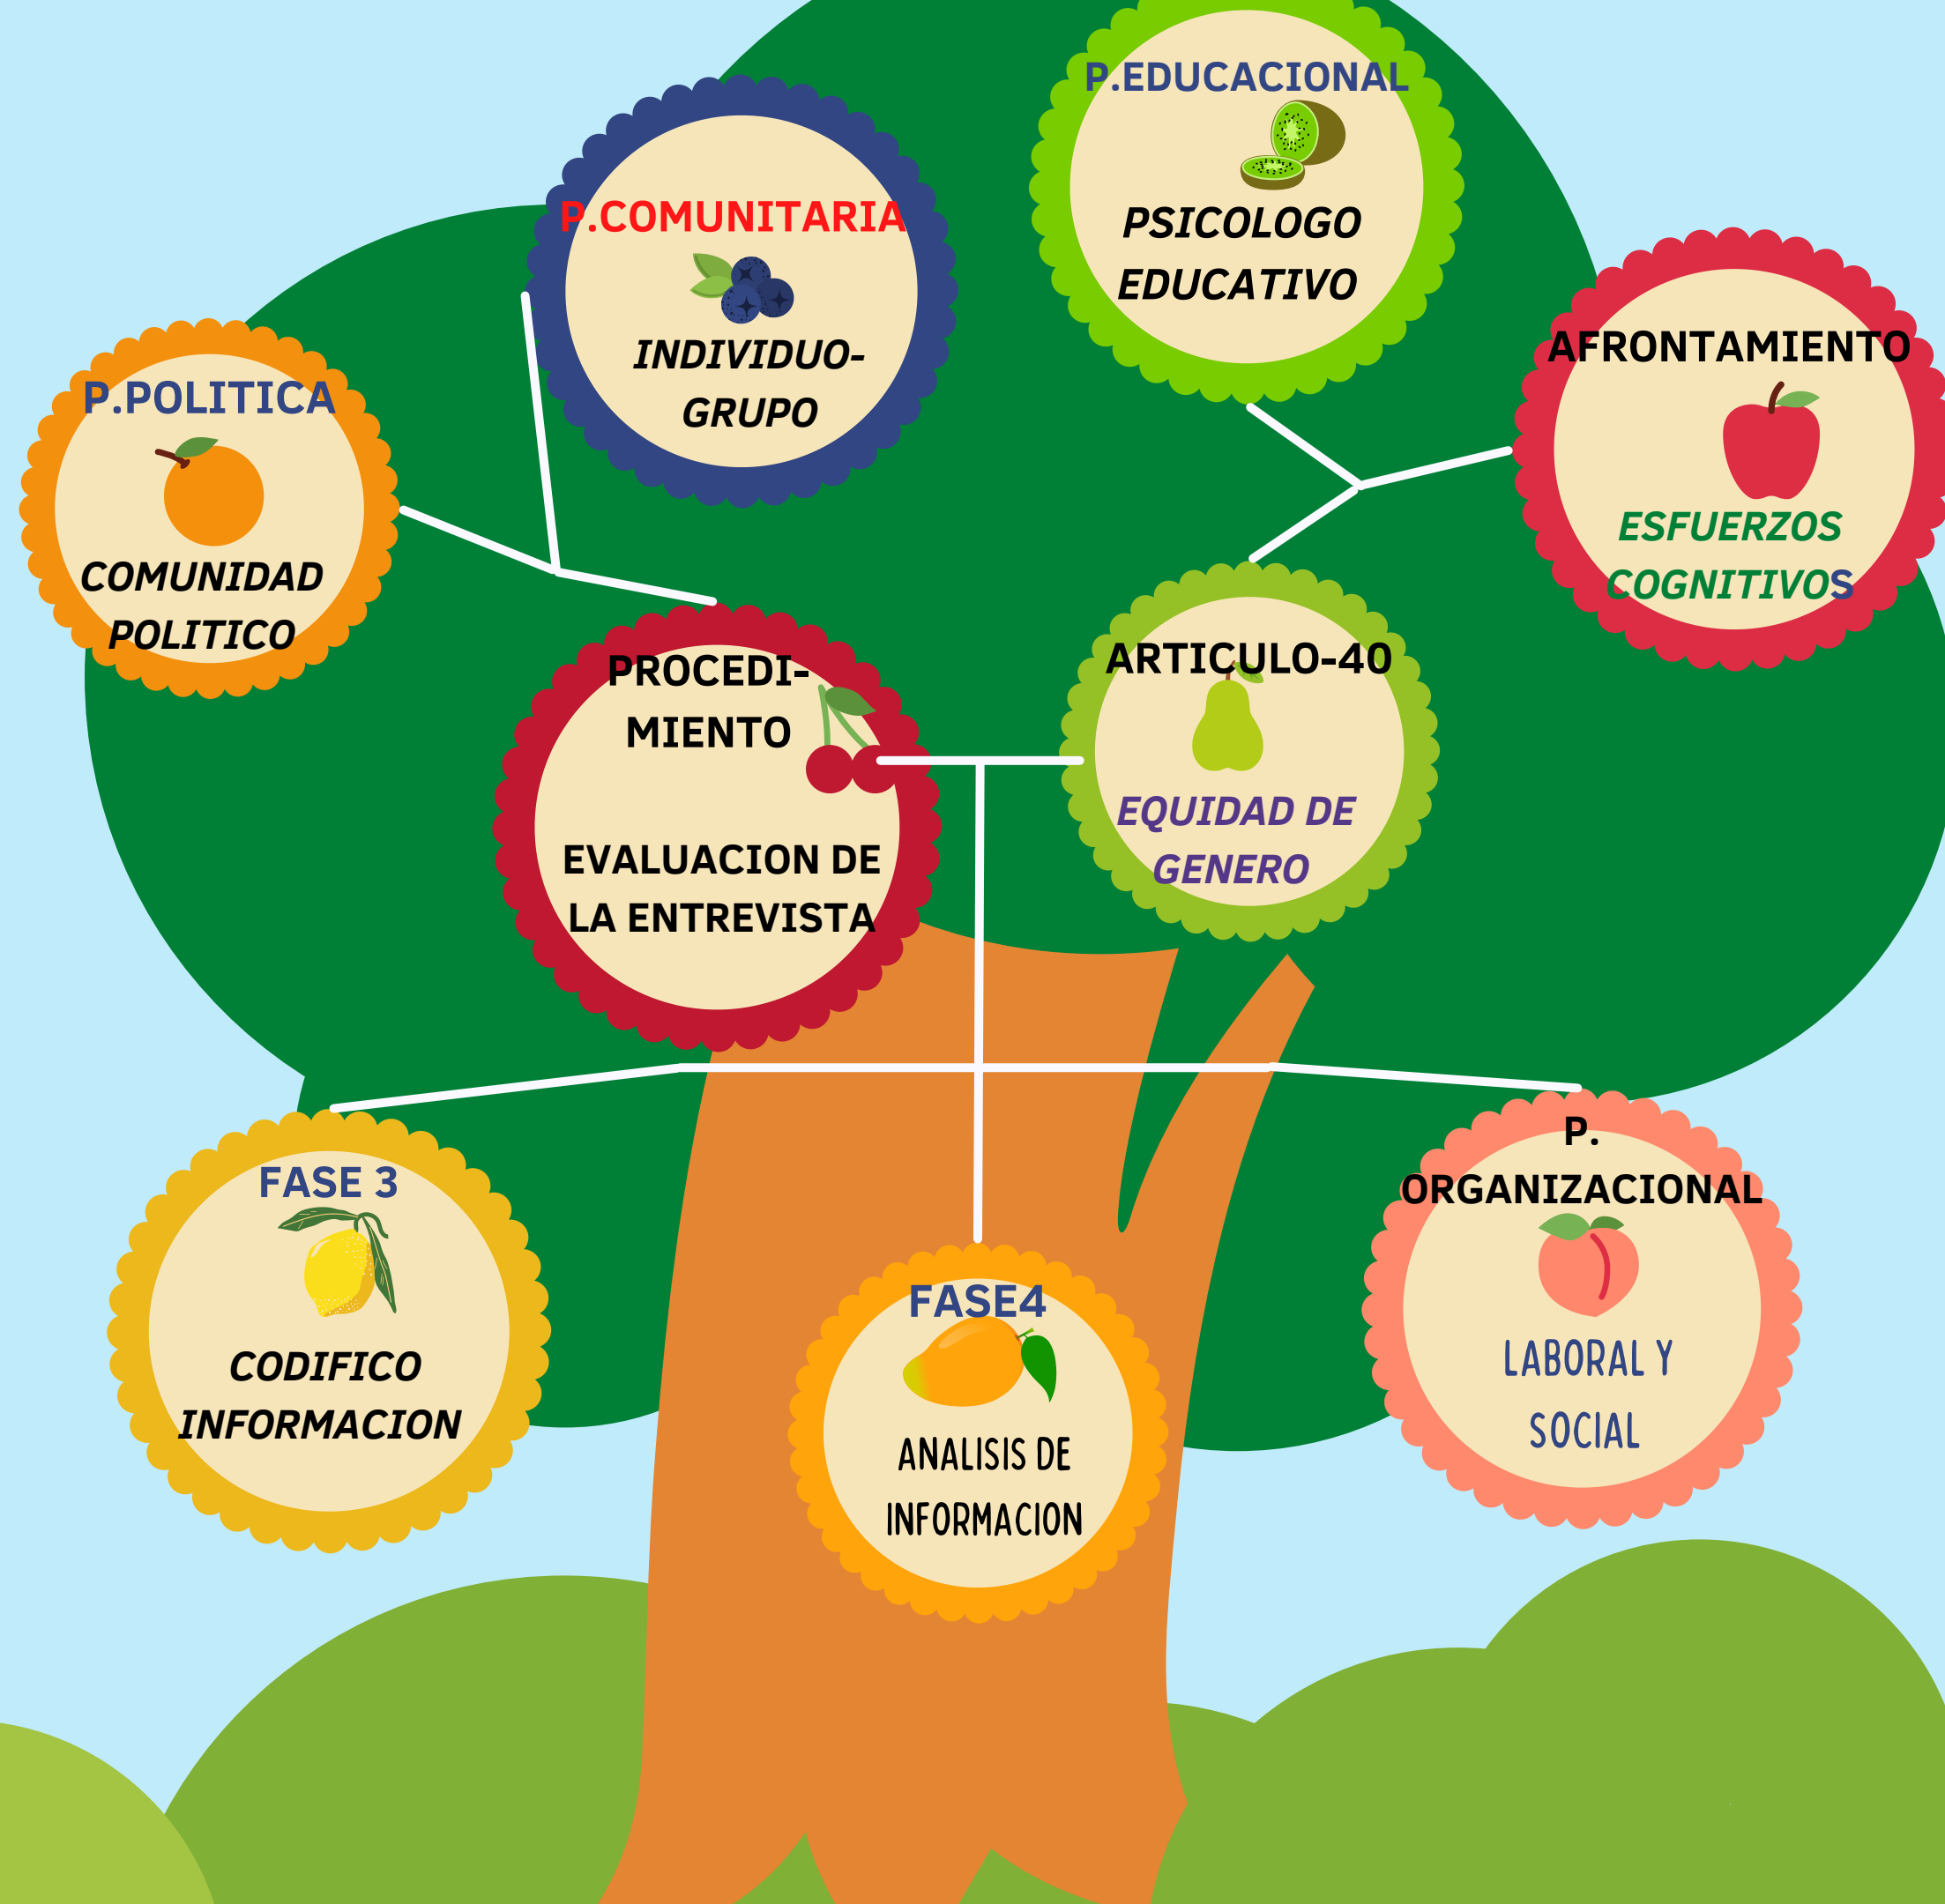 P.EDUCACIONAL
PSICOLOGO
EDUCATIVO
P.COMUNITARIA
INDIVIDUO-
GRUPO
AFRONTAMIENTO
ESFUERZOS
COGNITIVOS
P.POLITICA
COMUNIDAD
POLITICO
PROCEDI-
MIENTO
EVALUACION DE
LA ENTREVISTA
ARTICULO-40
EQUIDAD DE
GENERO
FASE 3
CODIFICO
INFORMACION
FASE4
ANALISIS DE
INFORMACION
P.
ORGANIZACIONAL
LABORAL Y
SOCIAL